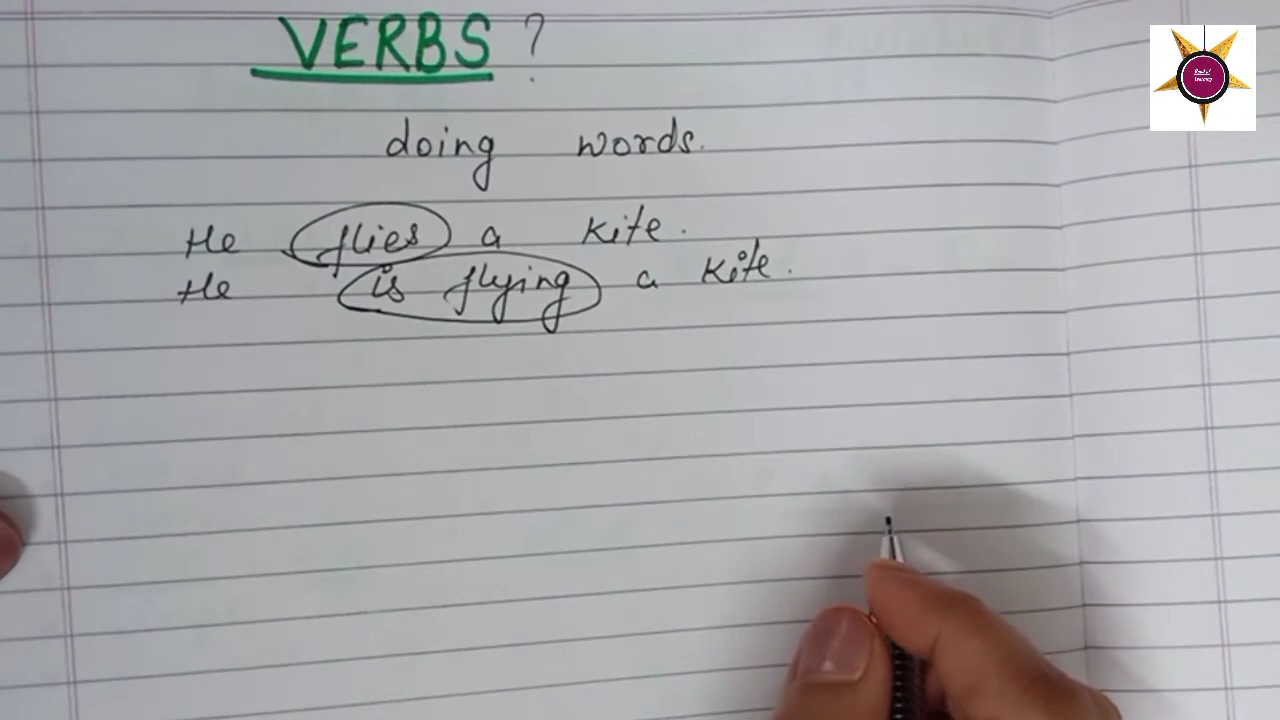 VERBS ?
doing words.
He flies a kite.
He is flying a kite.